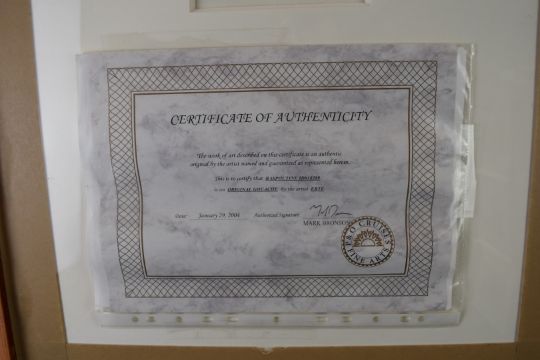 CERTIFICATE OF AUTHENTICITY
The work of art described on this certificate is an authentic
original by the artist named and guaranteed as represented herein.
This is to certify that
is an ORIGINAL GOUACHE By the artist ERTE
Date: January 29, 2004 Authorized Signature
MARK BRONSON
P&O CRUISES
FINE ARTS